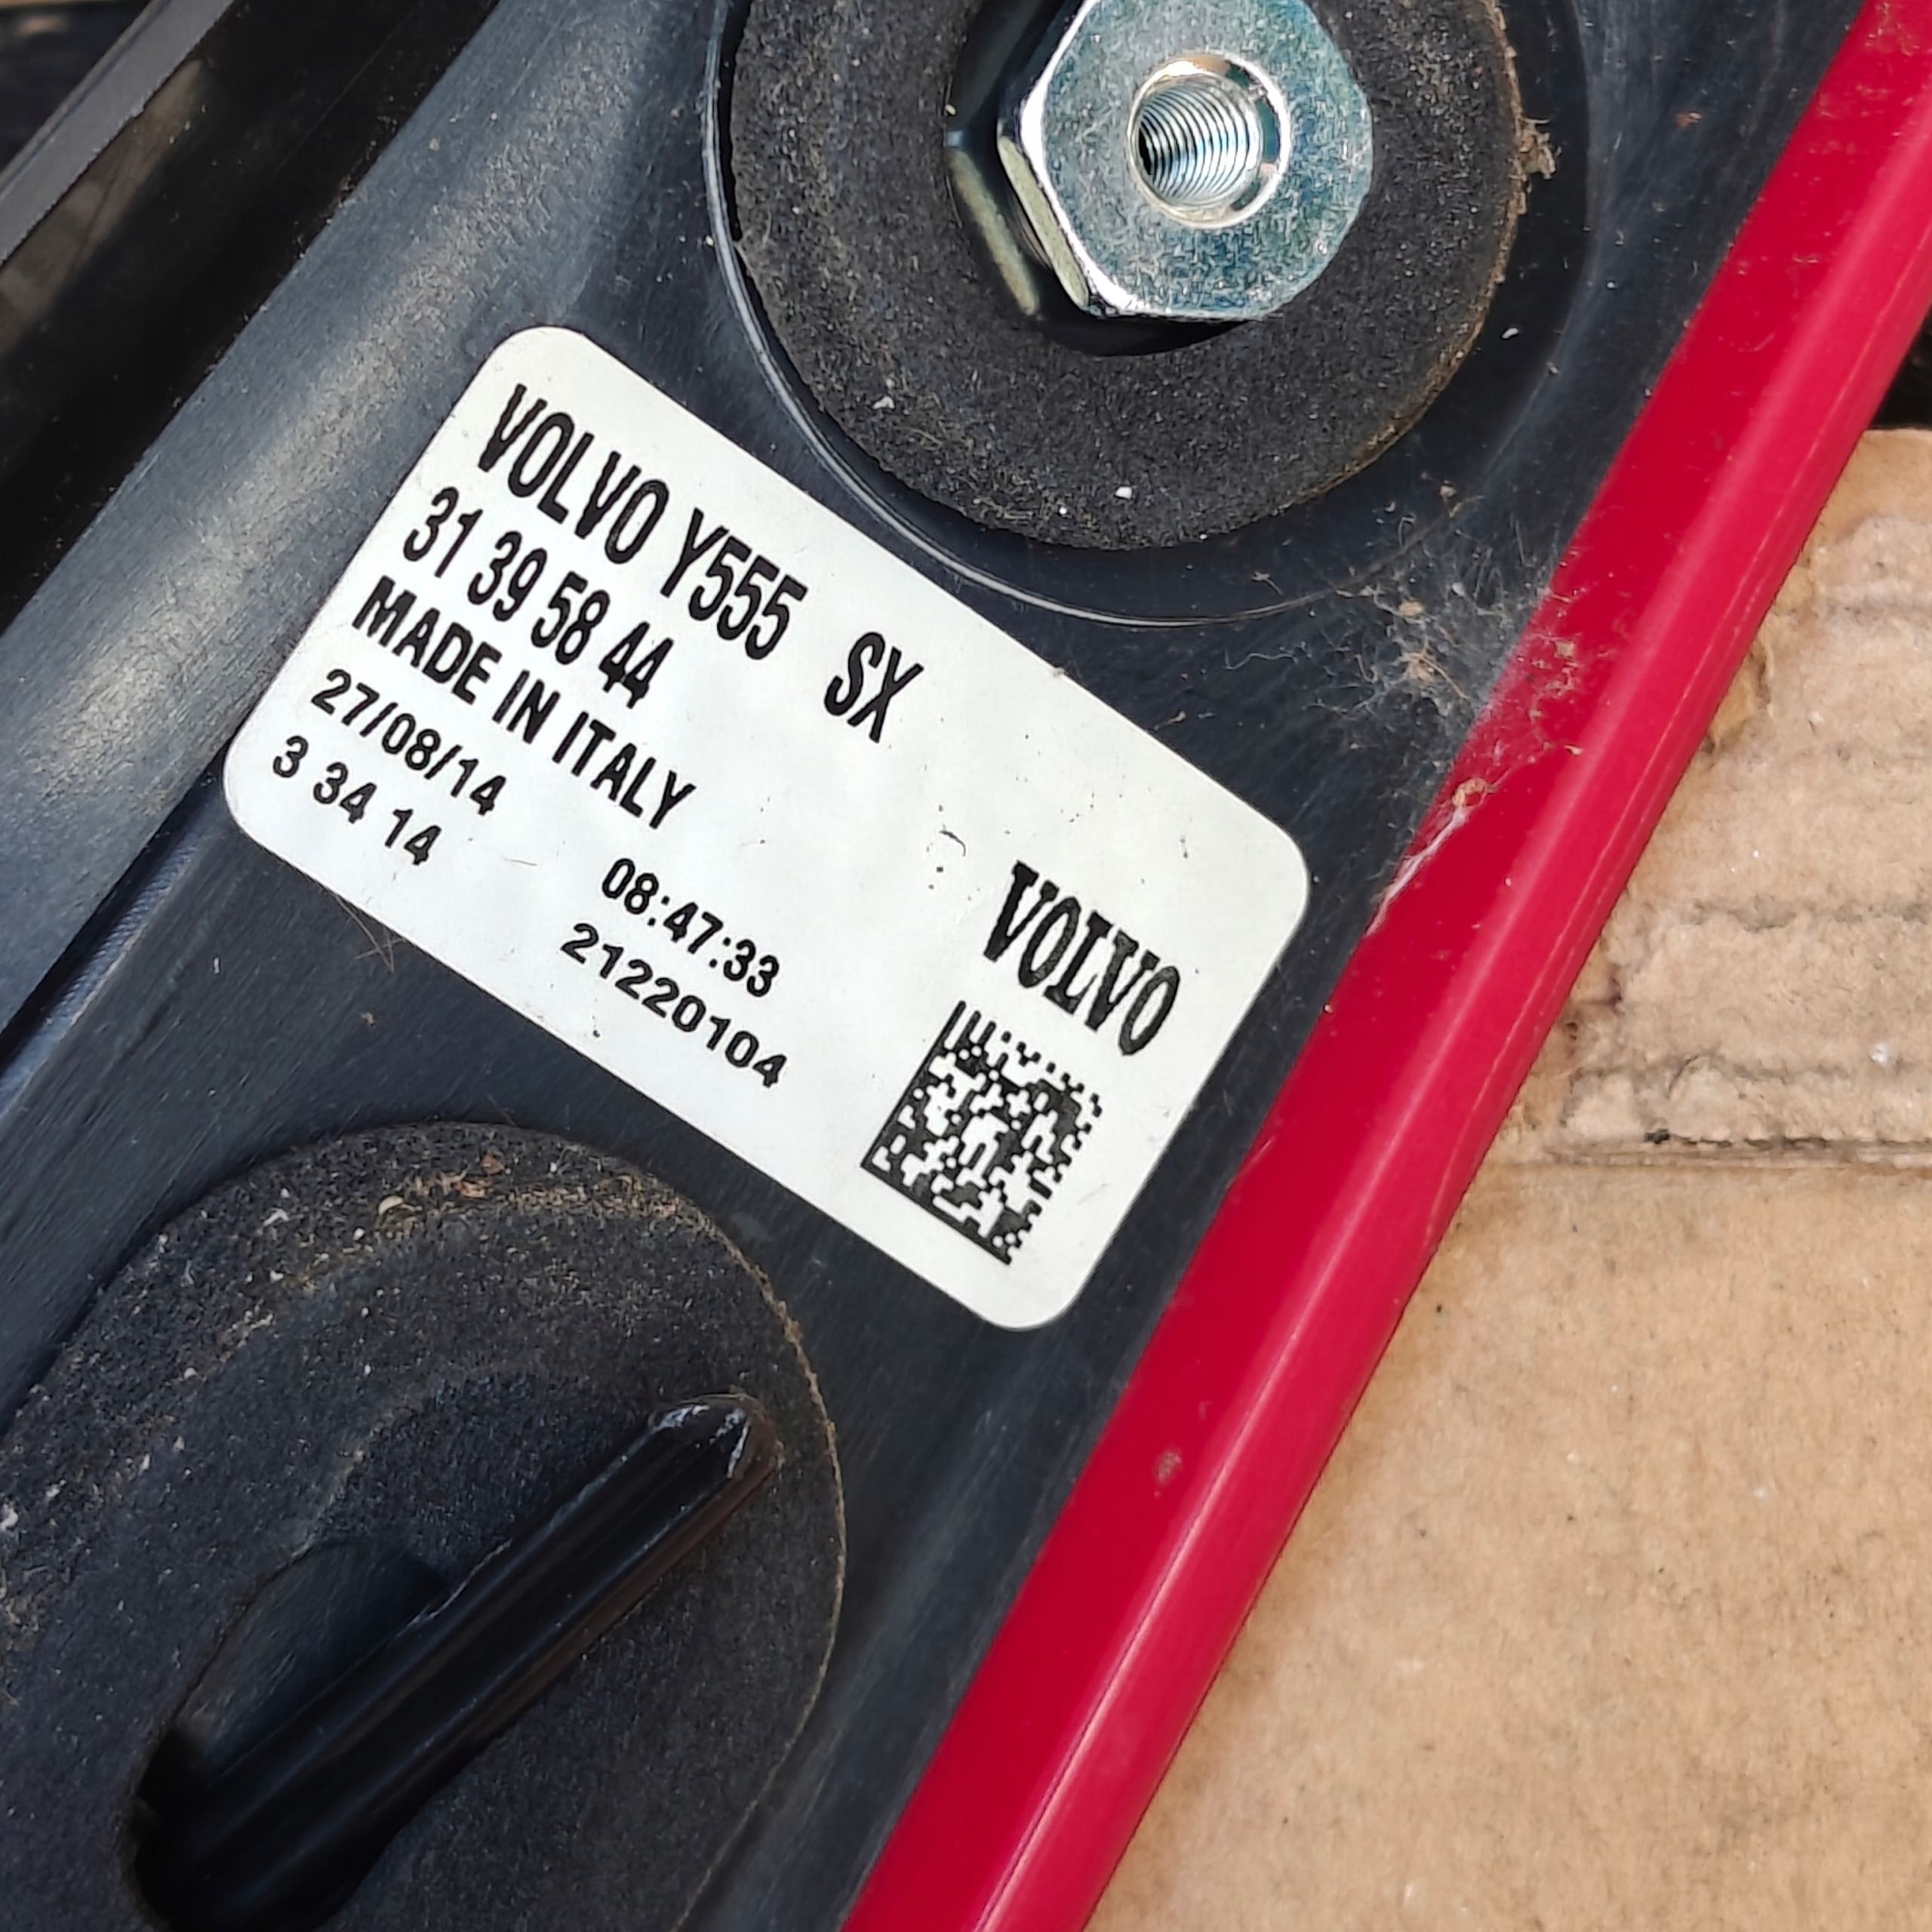 VOLVO Y555 SX
31 39 58 44
MADE IN ITALY
27/08/14 08:47:33
3 34 14 21220104
VOLVO